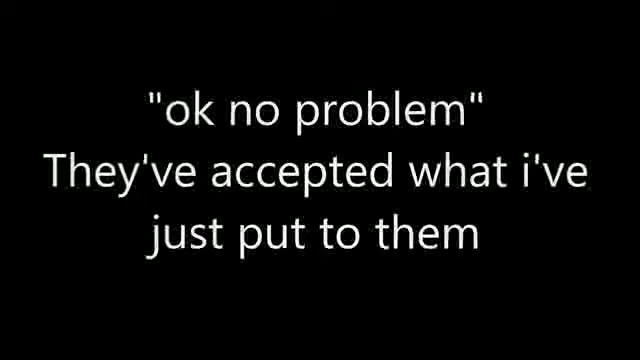 "ok no problem"
They've accepted what i've
just put to them